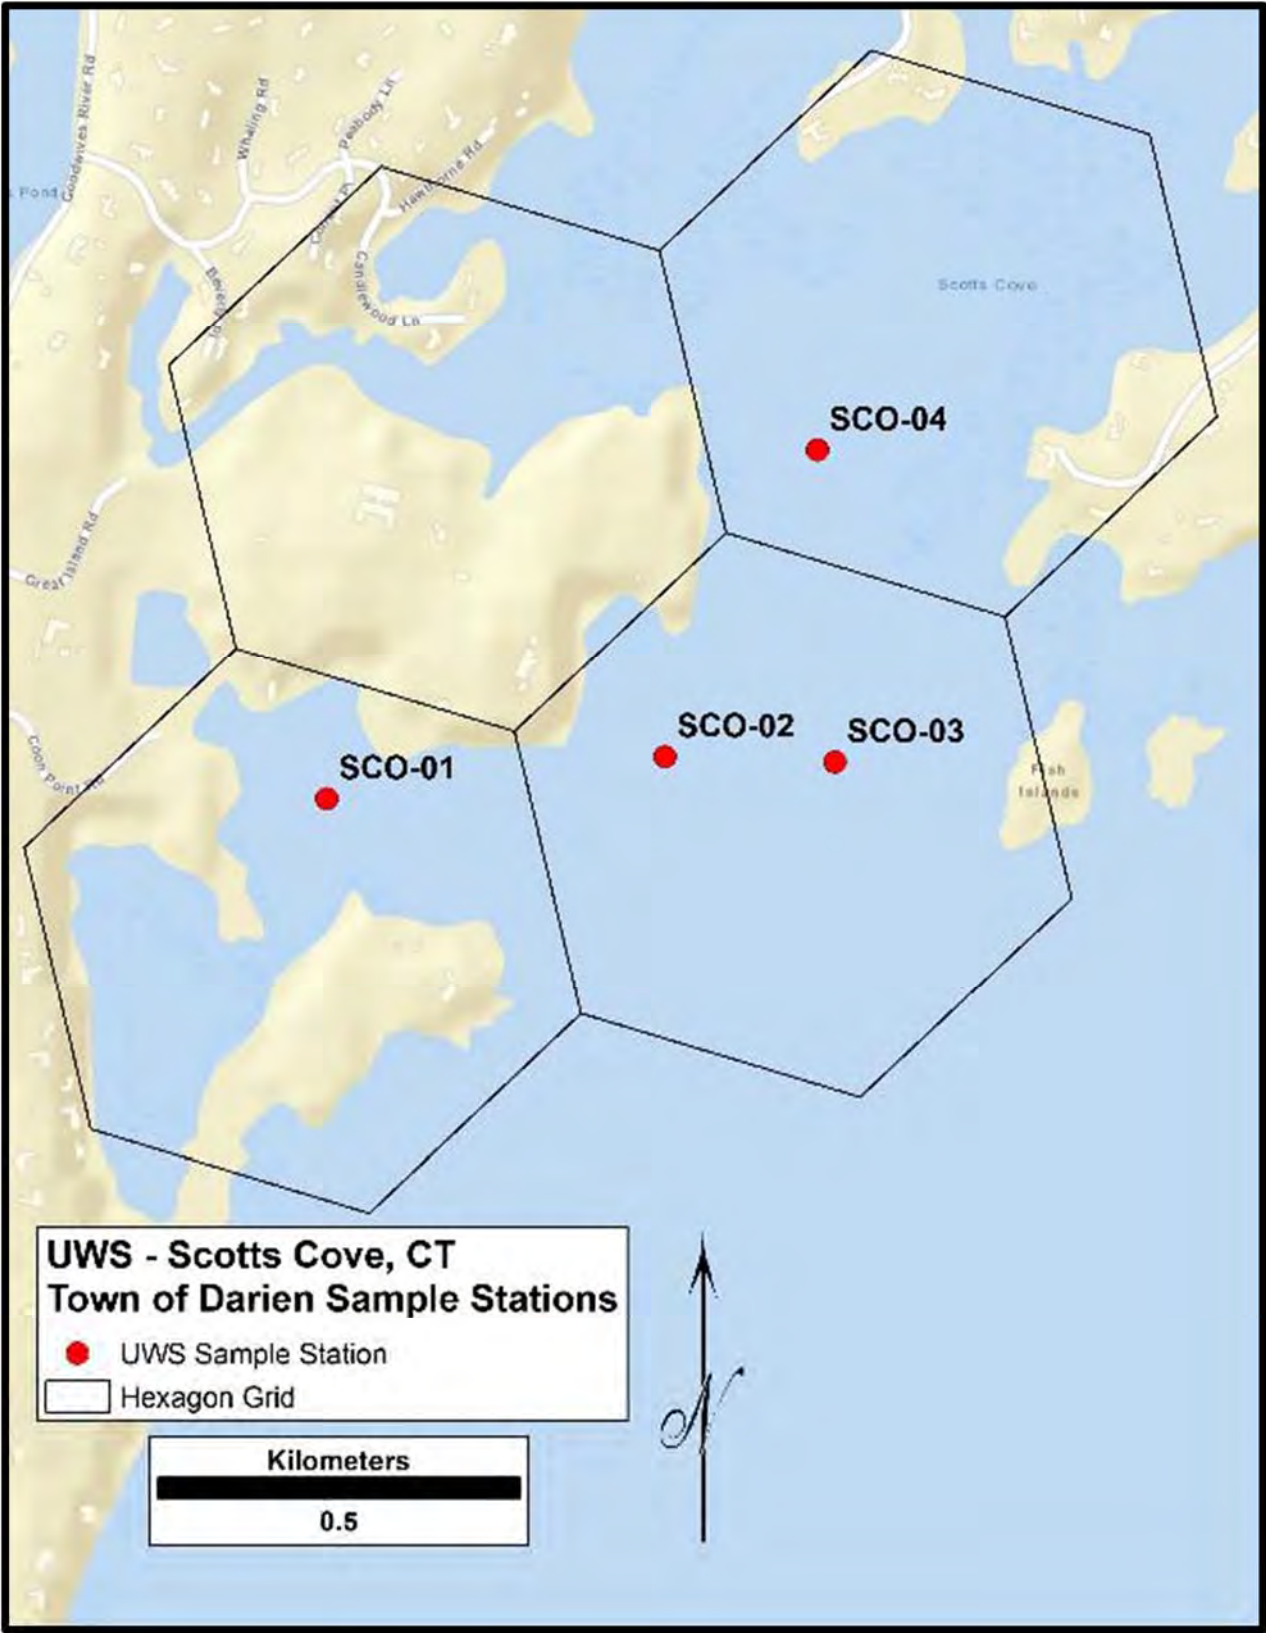 Goodwives River Rd
Whaling Rd
Peabody Ln
Hawthorne Rd
Pond
Candlewood Ln
Scotts Cove
SCO-04
Great Island Rd
SCO-02
SCO-03
Coon Point Rd
SCO-01
Fish
Islands
UWS - Scotts Cove, CT
Town of Darien Sample Stations
UWS Sample Station
Hexagon Grid
Kilometers
0.5
N